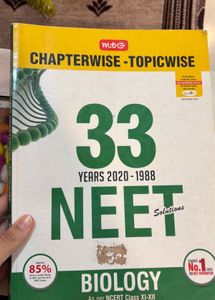 mtG
CHAPTERWISE - TOPICWISE
33
YEARS 2020 - 1988
NEET
Solutions
85%
BIOLOGY
As per NCERT Class XI-XII
No.1